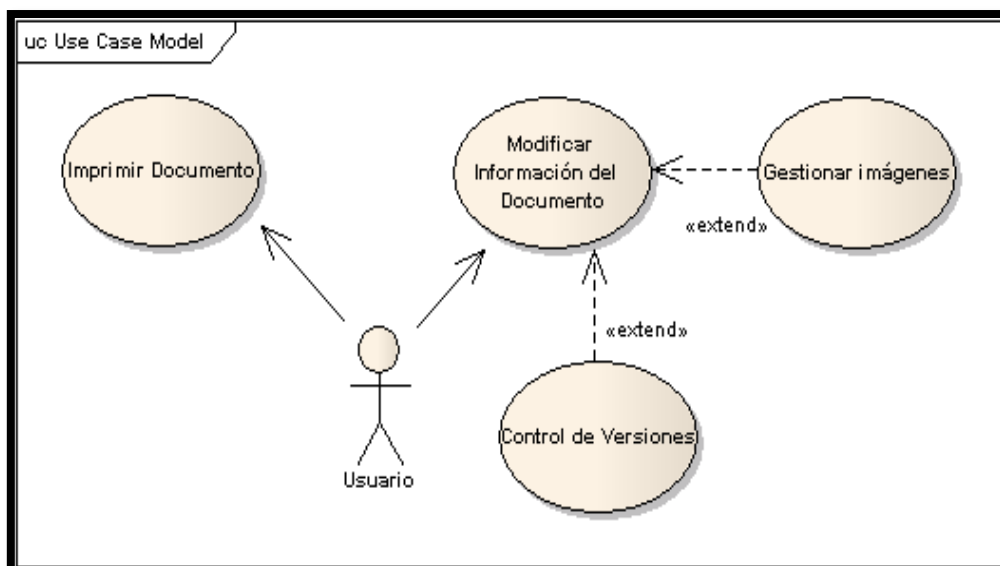 uc Use Case Model
Imprimir Documento
Modificar
Información del
Documento
Gestionar imágenes
«extend»
«extend»
Control de Versiones
Usuario